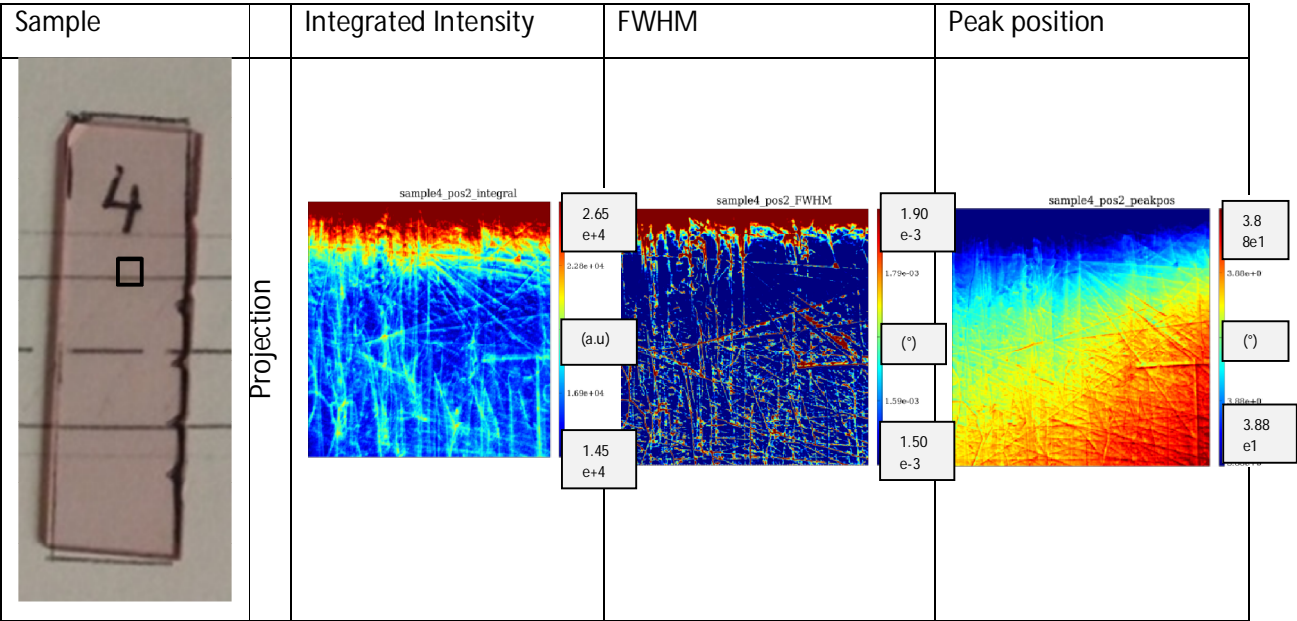 Sample
Integrated Intensity
FWHM
Peak position
4
Projection
sample4_pos2_integral
2.65
e+4
2.28e+04
(a.u)
1.69e+04
1.45
e+4
sample4_pos2_FWHM
1.90
e-3
1.79e-03
(°)
1.59e-03
1.50
e-3
sample4_pos2_peakpos
3.8
8e1
3.88e+0
(°)
3.88e+0
3.88
e1